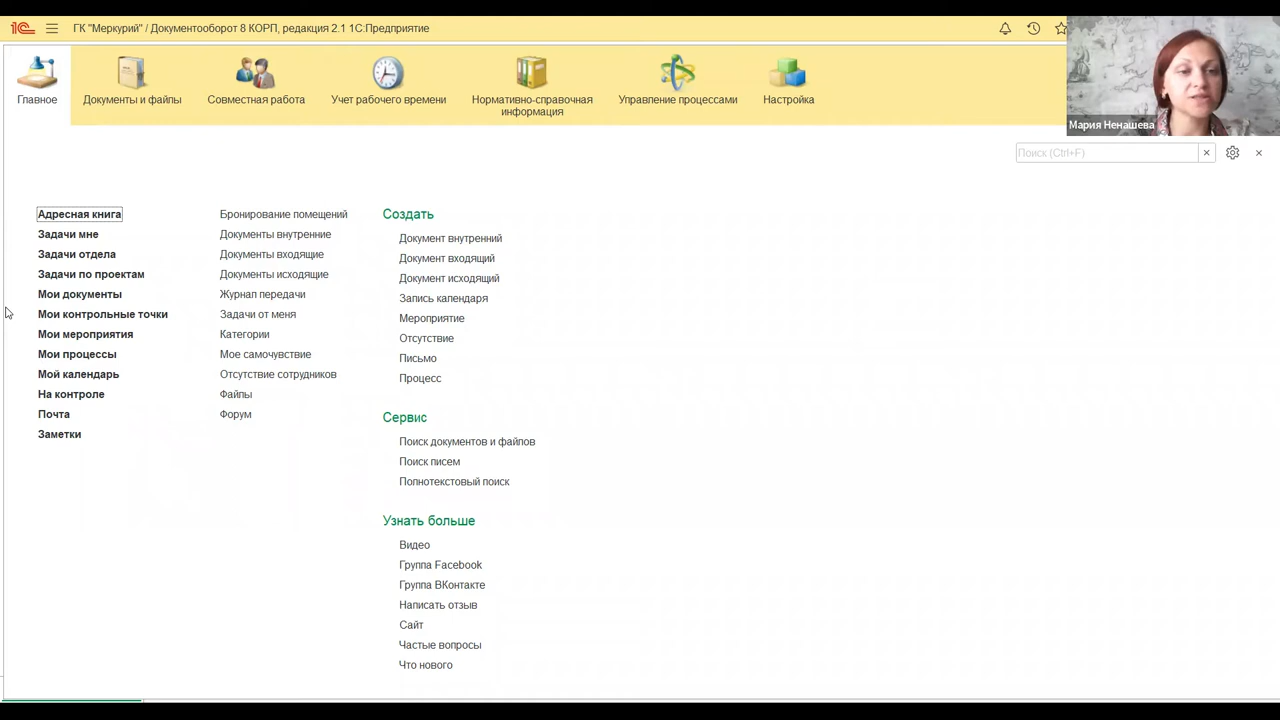 ГК "Меркурий" / Документооборот 8 КОРП, редакция 2.1 1С:Предприятие
Главное
Документы и файлы
Совместная работа
Учет рабочего времени
Нормативно-справочная
информация
Управление процессами
Настройка
Мария Ненашева
Поиск (Ctrl+F)
Адресная книга
Задачи мне
Задачи отдела
Задачи по проектам
Мои документы
Мои контрольные точки
Мои мероприятия
Мои процессы
Мой календарь
На контроле
Почта
Заметки
Бронирование помещений
Документы внутренние
Документы входящие
Документы исходящие
Журнал передачи
Задачи от меня
Категории
Мое самочувствие
Отсутствие сотрудников
Файлы
Форум
Создать
Документ внутренний
Документ входящий
Документ исходящий
Запись календаря
Мероприятие
Отсутствие
Письмо
Процесс
Сервис
Поиск документов и файлов
Поиск писем
Полнотекстовый поиск
Узнать больше
Видео
Группа Facebook
Группа ВКонтакте
Написать отзыв
Сайт
Частые вопросы
Что нового